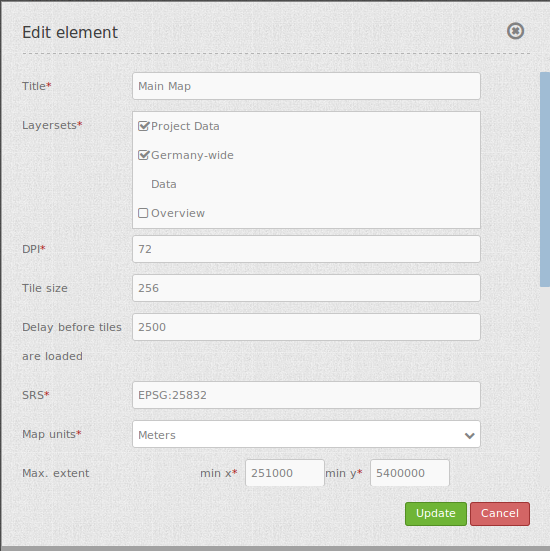 Edit element
Title* Main Map
Layersets* Project Data
Germany-wide
Data
Overview
DPI* 72
Tile size 256
Delay before tiles 2500
are loaded
SRS* EPSG:25832
Map units* Meters
Max. extent min x* 251000 min y* 5400000
Update Cancel